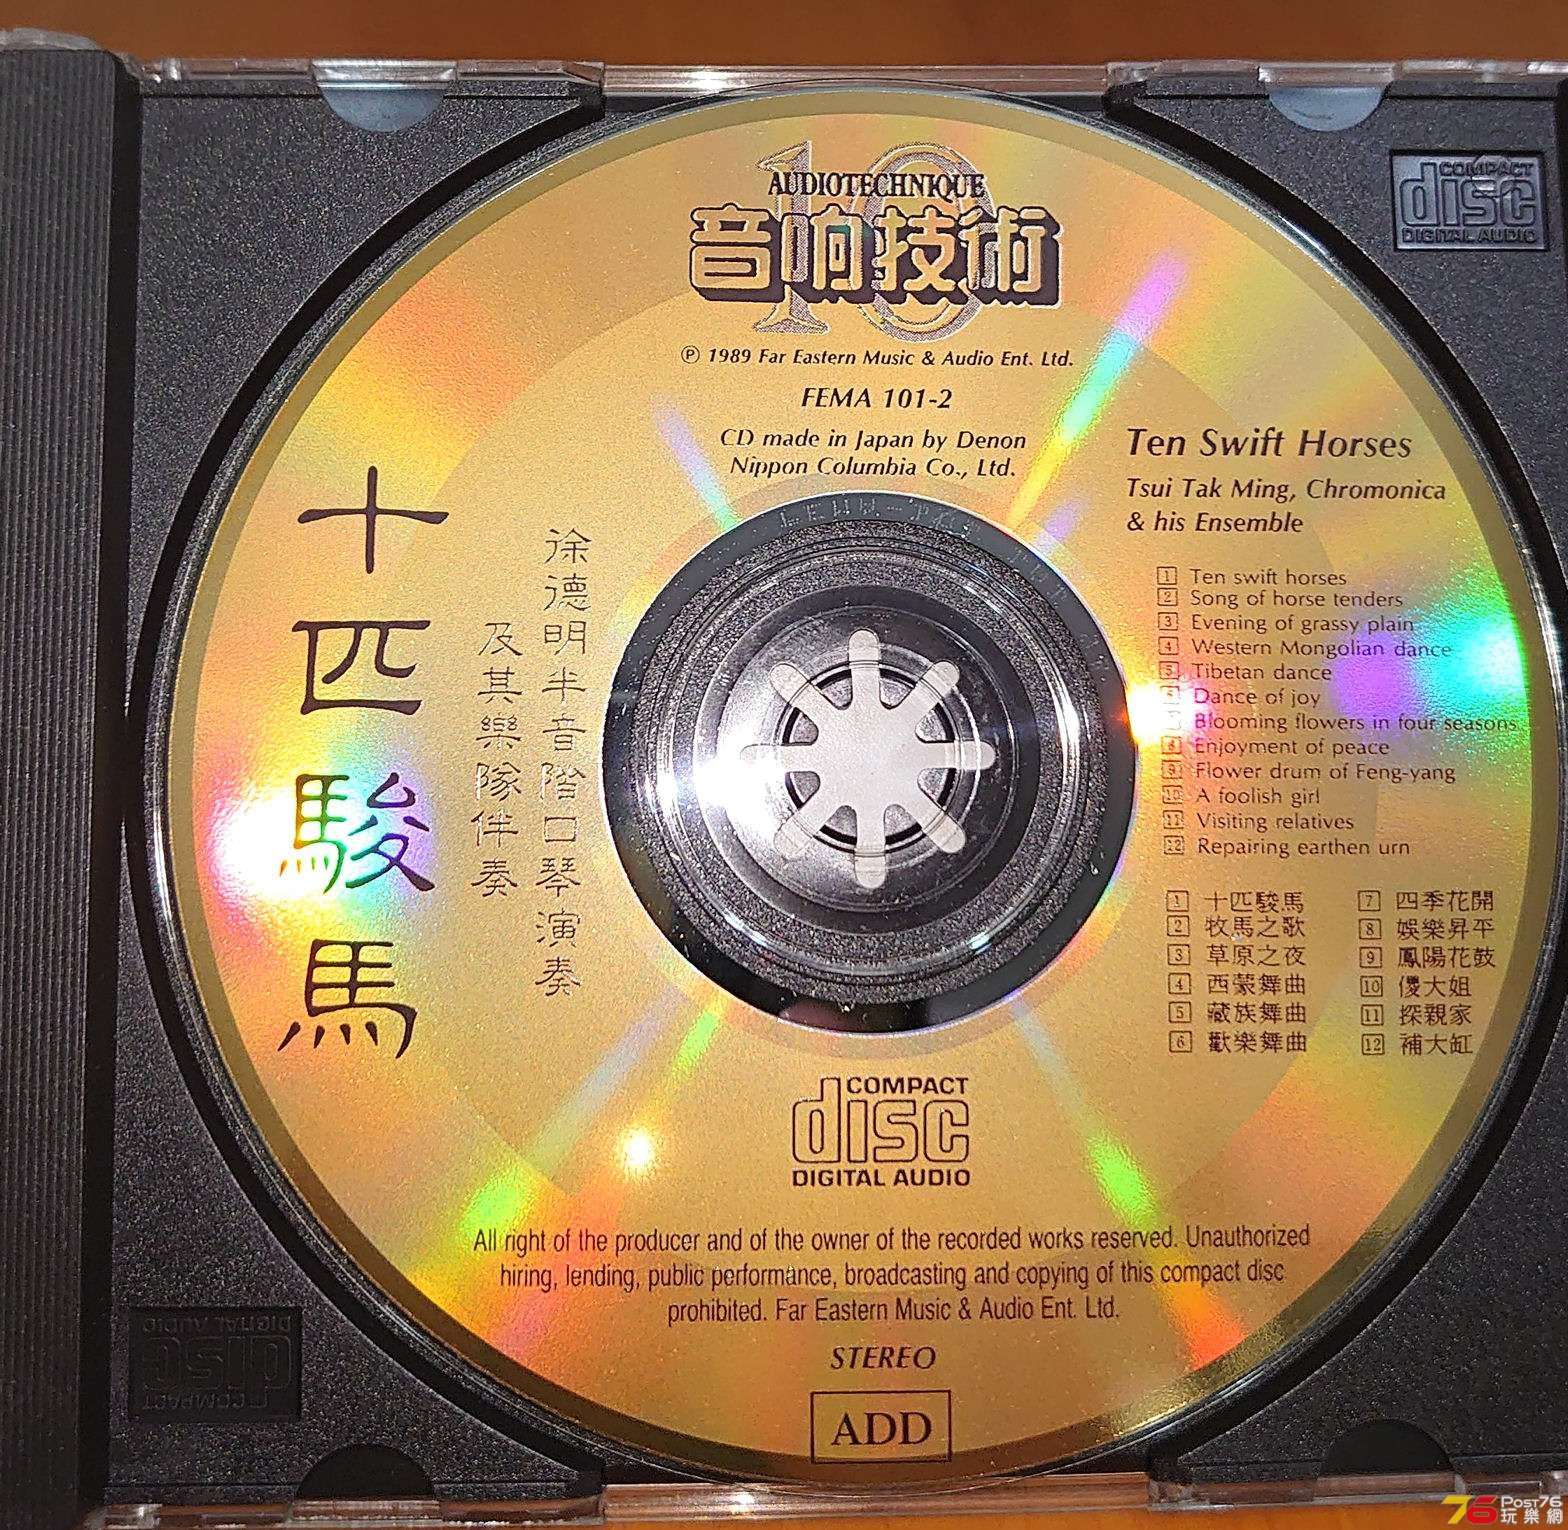 10
AUDIOTECHNIQUE
音响技術
℗ 1989 Far Eastern Music & Audio Ent. Ltd.
FEMA 101-2
CD made in Japan by Denon
Nippon Columbia Co., Ltd.
十匹駿馬
徐德明半音階口琴演奏
及其樂隊伴奏
Ten Swift Horses
Tsui Tak Ming, Chromonica
& his Ensemble
1 Ten swift horses
2 Song of horse tenders
3 Evening of grassy plain
4 Western Mongolian dance
5 Tibetan dance
6 Dance of joy
7 Blooming flowers in four seasons
8 Enjoyment of peace
9 Flower drum of Feng-yang
10 A foolish girl
11 Visiting relatives
12 Repairing earthen urn
1 十匹駿馬
2 牧馬之歌
3 草原之夜
4 西蒙舞曲
5 藏族舞曲
6 歡樂舞曲
7 四季花開
8 娛樂昇平
9 鳳陽花鼓
10 傻大姐
11 探親家
12 補大缸
COMPACT
disc
DIGITAL AUDIO
All right of the producer and of the owner of the recorded works reserved. Unauthorized
hiring, lending, public performance, broadcasting and copying of this compact disc
prohibited. Far Eastern Music & Audio Ent. Ltd.
STEREO
ADD
COMPACT
disc
DIGITAL AUDIO
COMPACT
disc
DIGITAL AUDIO
76 POST76
玩樂網